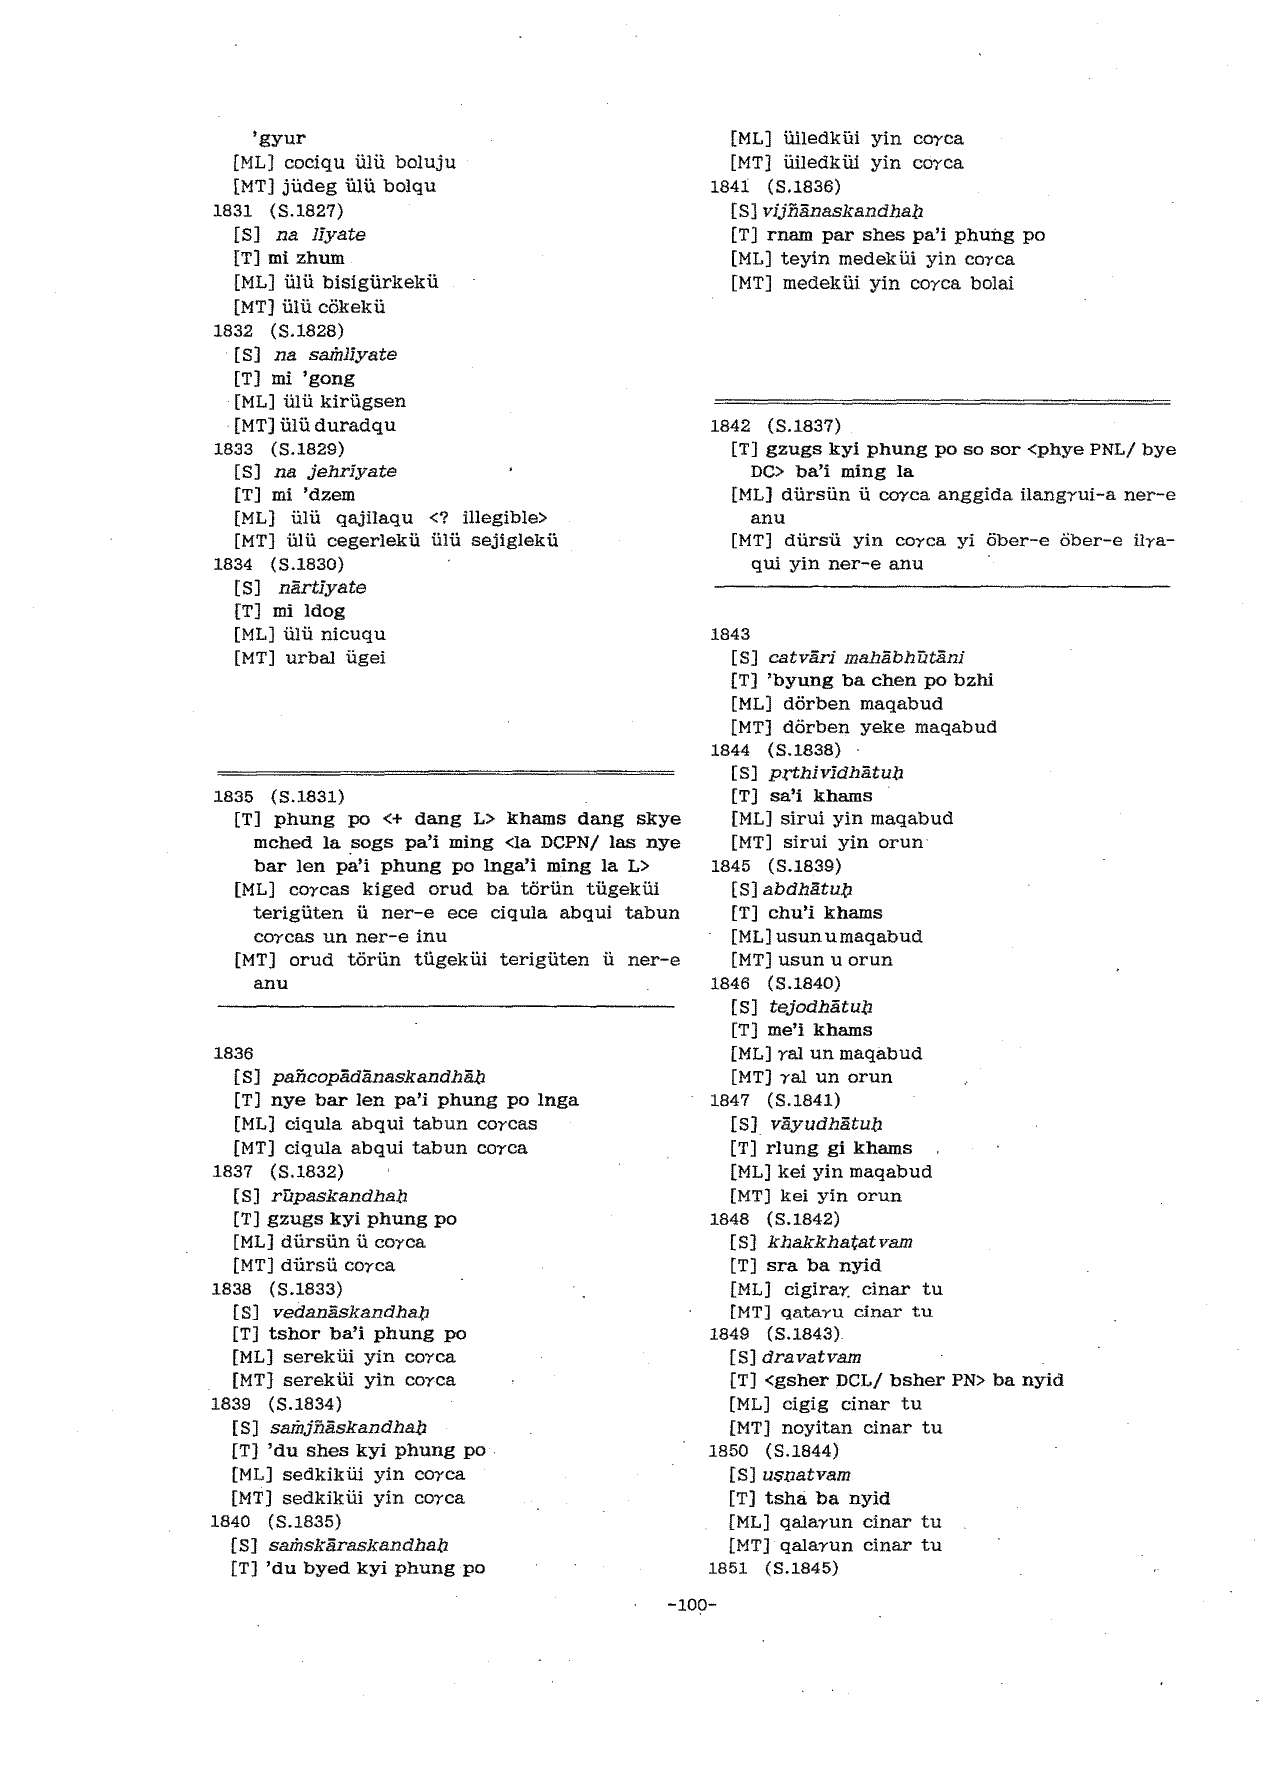 ’gyur
[ML] cociqu ülü boluju
[MT] jüdeg ülü bolqu
1831 (S.1827)
[S] na līyate
[T] mi zhum
[ML] ülü bisigürkekü
[MT] ülü cökekü
1832 (S.1828)
[S] na saṁlīyate
[T] mi ’gong
[ML] ülü kirügsen
[MT] ülü duradqu
1833 (S.1829)
[S] na jehrīyate
[T] mi ’dzem
[ML] ülü qajilaqu <? illegible>
[MT] ülü cegerlekü ülü sejiglekü
1834 (S.1830)
[S] nārtīyate
[T] mi ldog
[ML] ülü nicuqu
[MT] urbal ügei
1835 (S.1831)
[T] phung po <+ dang L> khams dang skye
mched la sogs pa’i ming <la DCPN/ las nye
bar len pa’i phung po lnga’i ming la L>
[ML] coγcas kiged orud ba törün tügeküi
terigüten ü ner-e ece ciqula abqui tabun
coγcas un ner-e inu
[MT] orud törün tügeküi terigüten ü ner-e
anu
1836
[S] pañcopādānaskandhāḥ
[T] nye bar len pa’i phung po lnga
[ML] ciqula abqui tabun coγcas
[MT] ciqula abqui tabun coγca
1837 (S.1832)
[S] rūpaskandhaḥ
[T] gzugs kyi phung po
[ML] dürsün ü coγca
[MT] dürsü coγca
1838 (S.1833)
[S] vedanāskandhaḥ
[T] tshor ba’i phung po
[ML] sereküi yin coγca
[MT] sereküi yin coγca
1839 (S.1834)
[S] saṁjñāskandhaḥ
[T] ’du shes kyi phung po
[ML] sedkiküi yin coγca
[MT] sedkiküi yin coγca
1840 (S.1835)
[S] saṁskāraskandhaḥ
[T] ’du byed kyi phung po
[ML] üiledküi yin coγca
[MT] üiledküi yin coγca
1841 (S.1836)
[S] vijñānaskandhaḥ
[T] rnam par shes pa’i phung po
[ML] teyin medeküi yin coγca
[MT] medeküi yin coγca bolai
1842 (S.1837)
[T] gzugs kyi phung po so sor <phye PNL/ bye
DC> ba’i ming la
[ML] dürsün ü coγca anggida ilangγui-a ner-e
anu
[MT] dürsü yin coγca yi öber-e öber-e ilγa-
qui yin ner-e anu
1843
[S] catvāri mahābhūtāni
[T] ’byung ba chen po bzhi
[ML] dörben maqabud
[MT] dörben yeke maqabud
1844 (S.1838)
[S] pṛthivīdhātuḥ
[T] sa’i khams
[ML] sirui yin maqabud
[MT] sirui yin orun
1845 (S.1839)
[S] abdhātuḥ
[T] chu’i khams
[ML] usun u maqabud
[MT] usun u orun
1846 (S.1840)
[S] tejodhātuḥ
[T] me’i khams
[ML] γal un maqabud
[MT] γal un orun
1847 (S.1841)
[S] vāyudhātuḥ
[T] rlung gi khams
[ML] kei yin maqabud
[MT] kei yin orun
1848 (S.1842)
[S] khakkhaṭatvam
[T] sra ba nyid
[ML] cigiraγ cinar tu
[MT] qataγu cinar tu
1849 (S.1843)
[S] dravatvam
[T] <gsher DCL/ bsher PN> ba nyid
[ML] cigig cinar tu
[MT] noyitan cinar tu
1850 (S.1844)
[S] uṣṇatvam
[T] tsha ba nyid
[ML] qalaγun cinar tu
[MT] qalaγun cinar tu
1851 (S.1845)
-100-